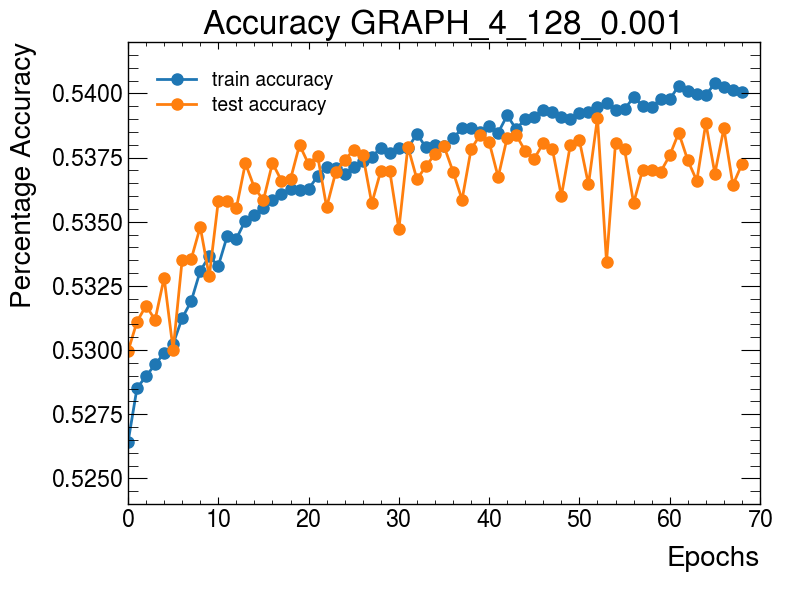 Accuracy GRAPH_4_128_0.001
Percentage Accuracy
0.5400
0.5375
0.5350
0.5325
0.5300
0.5275
0.5250
train accuracy
test accuracy
0 10 20 30 40 50 60 70
Epochs